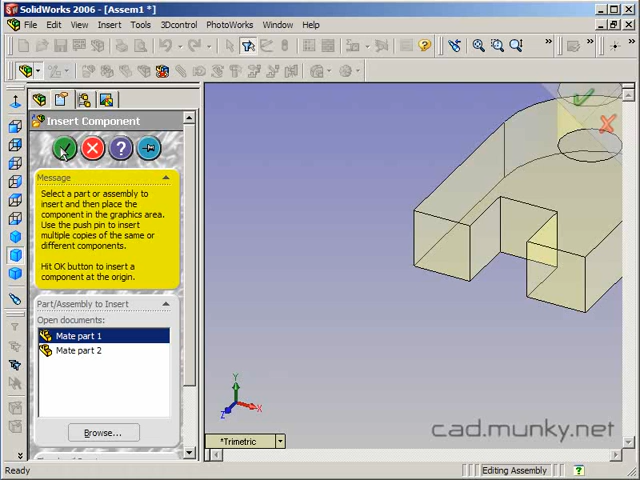 SolidWorks 2006 - [Assem1 *]
File Edit View Insert Tools 3Dcontrol PhotoWorks Window Help
Insert Component
Message
Select a part or assembly to
insert and then place the
component in the graphics area.
Use the push pin to insert
multiple copies of the same or
different components.
Hit OK button to insert a
component at the origin.
Part/Assembly to Insert
Open documents:
Mate part 1
Mate part 2
Browse...
Y
X
Z
*Trimetric
cad.munky.net
Ready
Editing Assembly